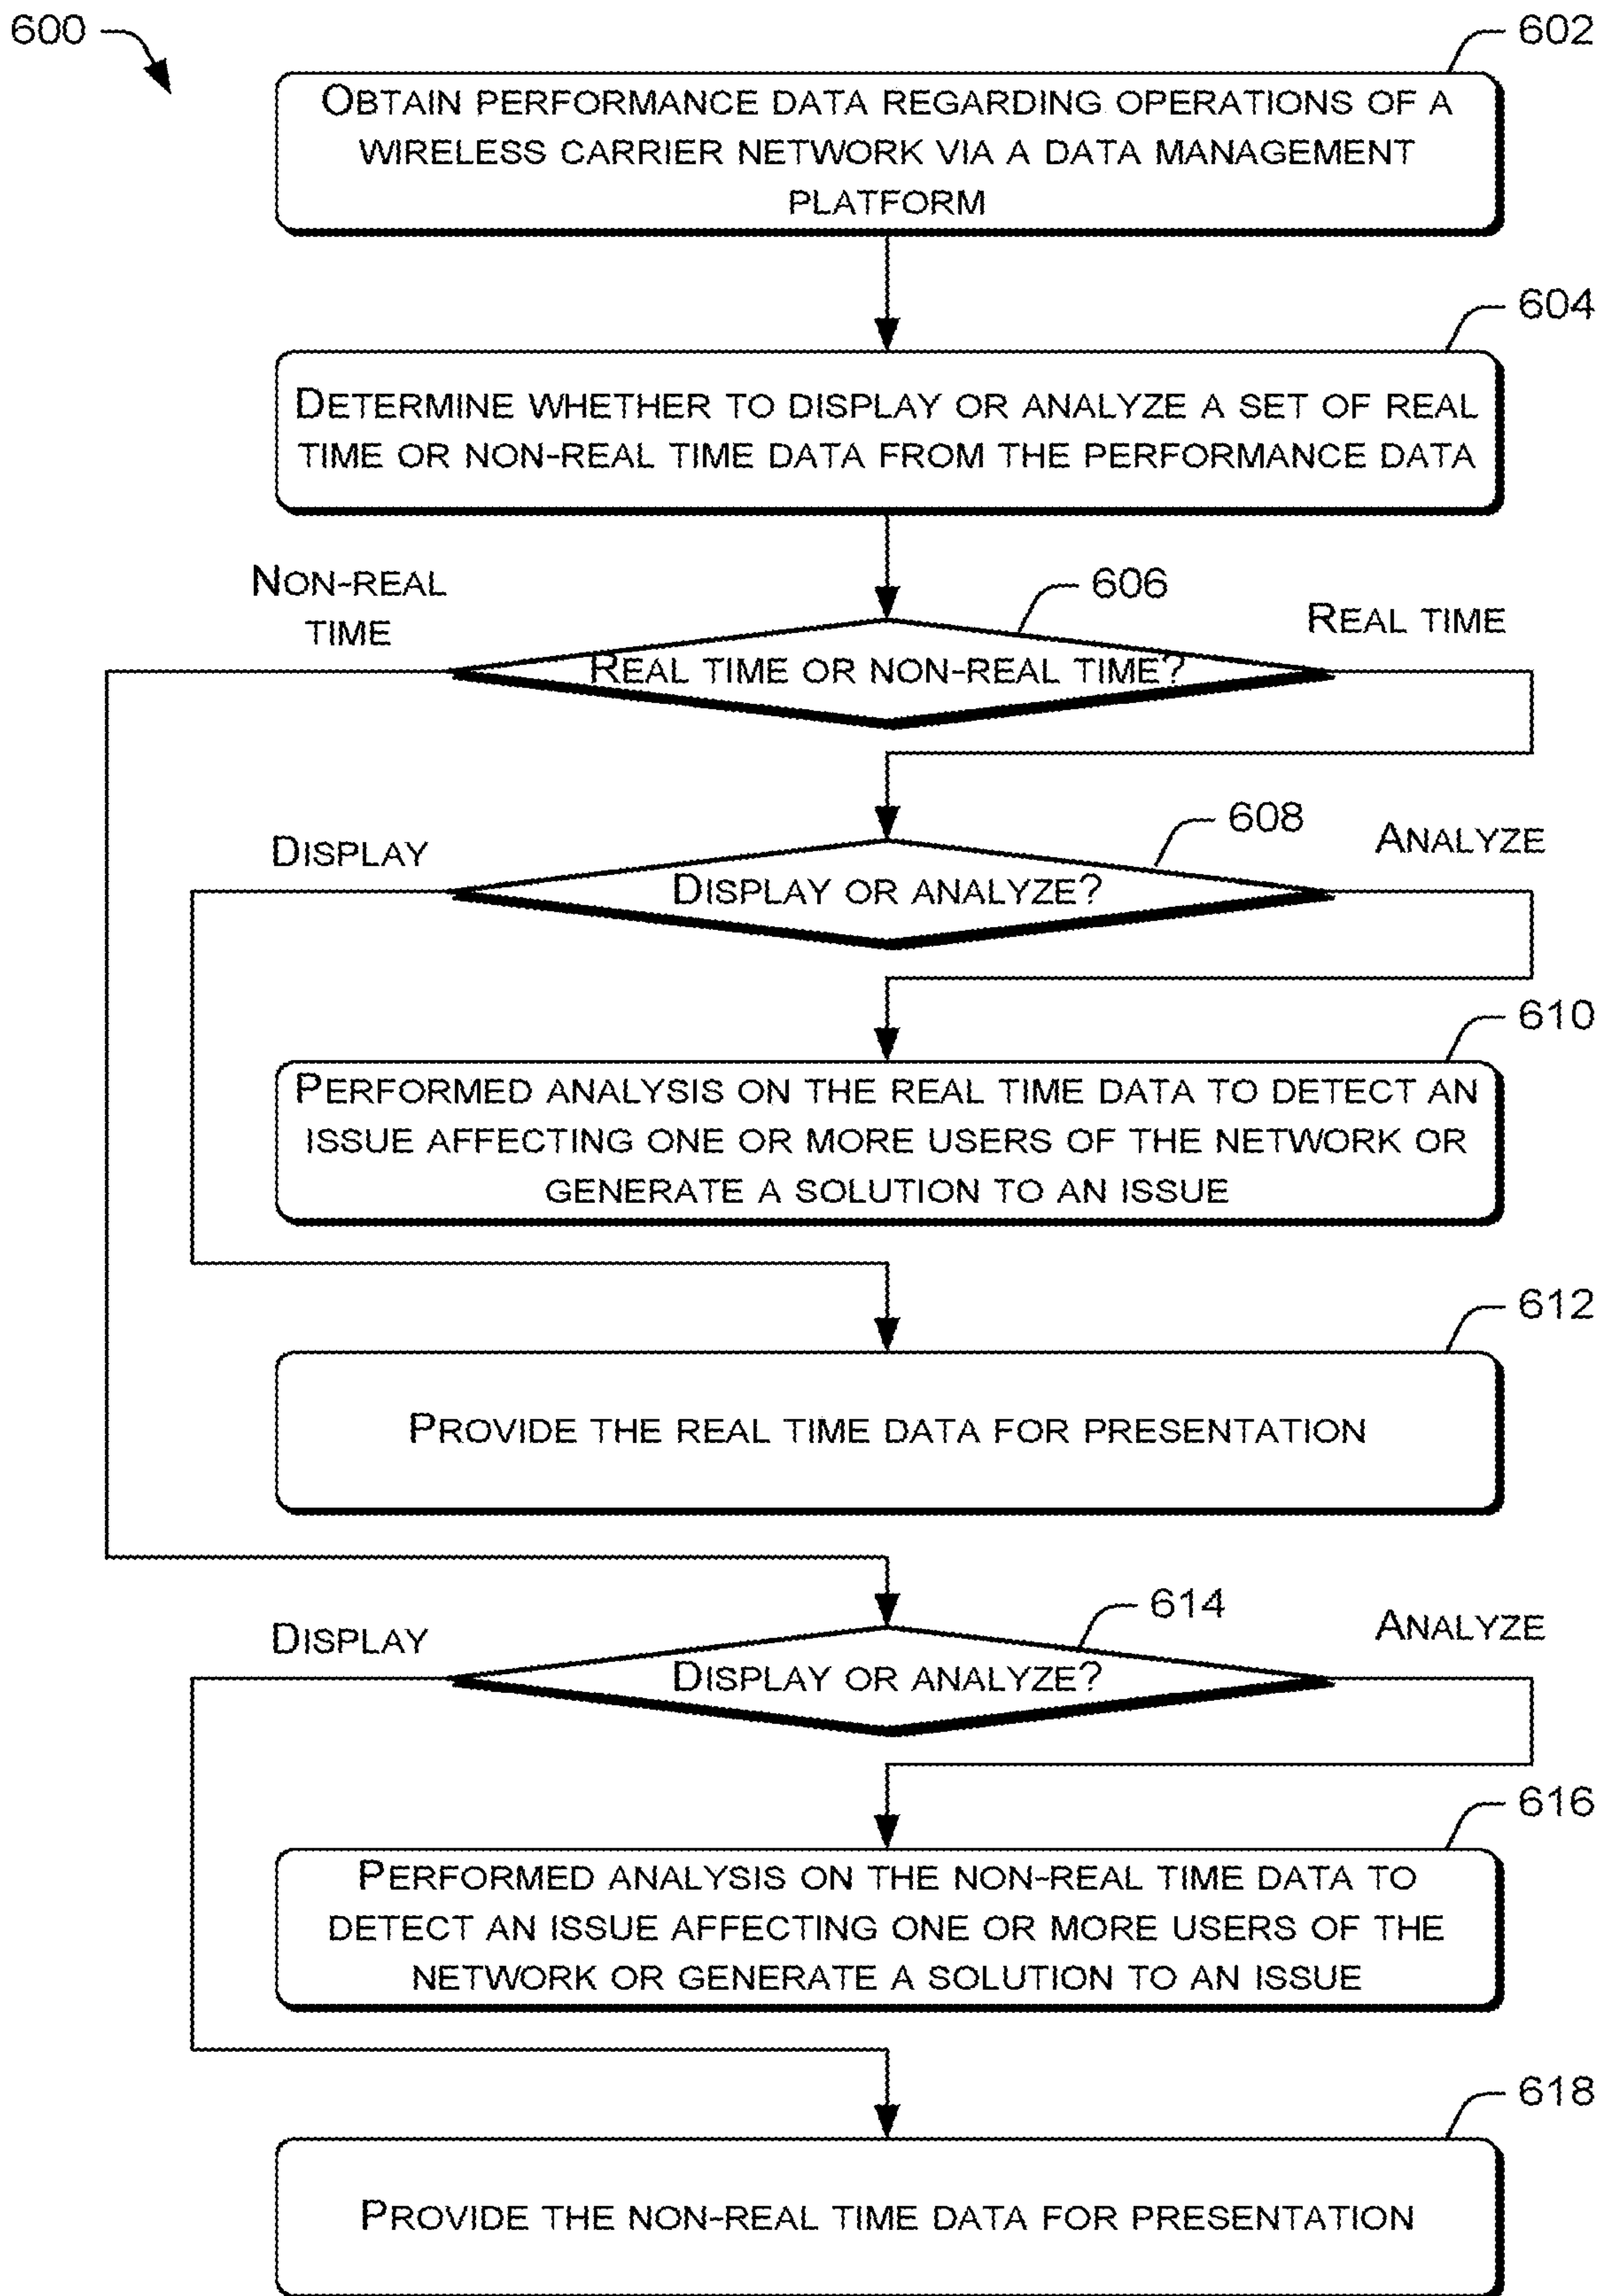 600
602
OBTAIN PERFORMANCE DATA REGARDING OPERATIONS OF A
WIRELESS CARRIER NETWORK VIA A DATA MANAGEMENT
PLATFORM
604
DETERMINE WHETHER TO DISPLAY OR ANALYZE A SET OF REAL
TIME OR NON-REAL TIME DATA FROM THE PERFORMANCE DATA
NON-REAL
TIME
606
REAL TIME
REAL TIME OR NON-REAL TIME?
DISPLAY
608
ANALYZE
DISPLAY OR ANALYZE?
610
PERFORMED ANALYSIS ON THE REAL TIME DATA TO DETECT AN
ISSUE AFFECTING ONE OR MORE USERS OF THE NETWORK OR
GENERATE A SOLUTION TO AN ISSUE
612
PROVIDE THE REAL TIME DATA FOR PRESENTATION
DISPLAY
614
ANALYZE
DISPLAY OR ANALYZE?
616
PERFORMED ANALYSIS ON THE NON-REAL TIME DATA TO
DETECT AN ISSUE AFFECTING ONE OR MORE USERS OF THE
NETWORK OR GENERATE A SOLUTION TO AN ISSUE
618
PROVIDE THE NON-REAL TIME DATA FOR PRESENTATION